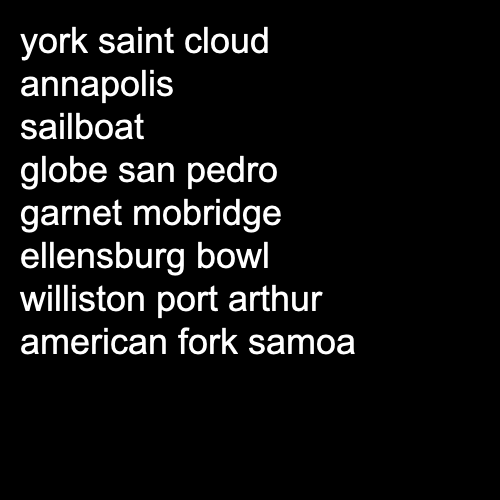 york saint cloud
annapolis
sailboat
globe san pedro
garnet mobridge
ellensburg bowl
williston port arthur
american fork samoa